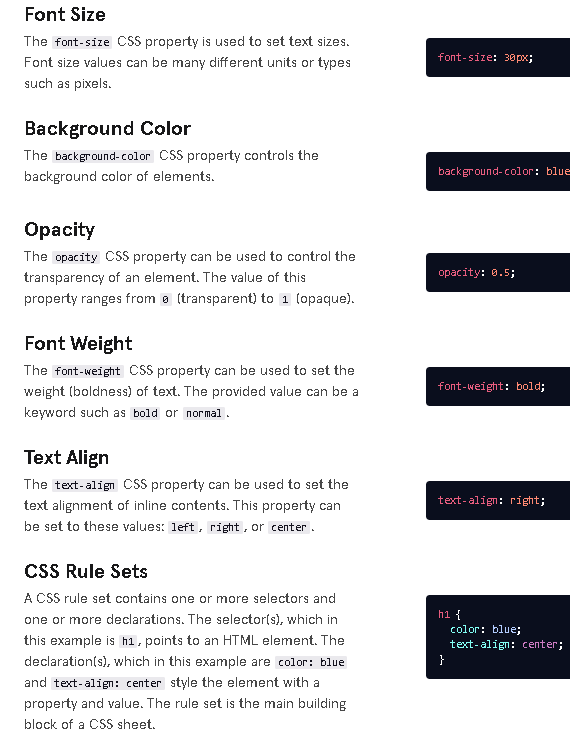 Font Size
The font-size CSS property is used to set text sizes.
Font size values can be many different units or types
such as pixels.
font-size: 30px;
Background Color
The background-color CSS property controls the
background color of elements.
background-color: blue
Opacity
The opacity CSS property can be used to control the
transparency of an element. The value of this
property ranges from 0 (transparent) to 1 (opaque).
opacity: 0.5;
Font Weight
The font-weight CSS property can be used to set the
weight (boldness) of text. The provided value can be a
keyword such as bold or normal.
font-weight: bold;
Text Align
The text-align CSS property can be used to set the
text alignment of inline contents. This property can
be set to these values: left, right, or center.
text-align: right;
CSS Rule Sets
A CSS rule set contains one or more selectors and
one or more declarations. The selector(s), which in
this example is h1, points to an HTML element. The
declaration(s), which in this example are color: blue
and text-align: center style the element with a
property and value. The rule set is the main building
block of a CSS sheet.
h1 {
color: blue;
text-align: center;
}